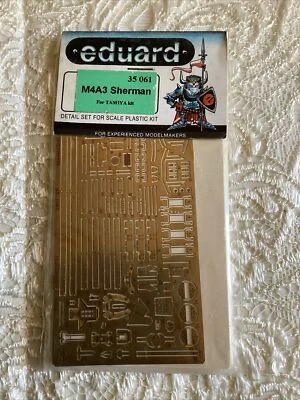 eduard
35 061
M4A3 Sherman
For TAMIYA kit
DETAIL SET FOR SCALE PLASTIC KIT
FOR EXPERIENCED MODELMAKERS